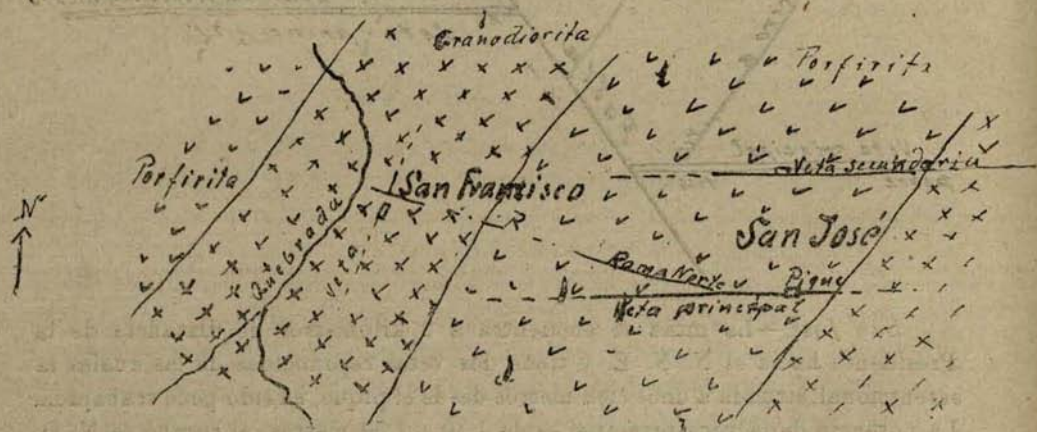 Granodiorita
Porfirita
Porfirita
Veta secundaria
San Francisco
N
Quebrada
Veta
San José
Rama Norte
Pique
Veta principal